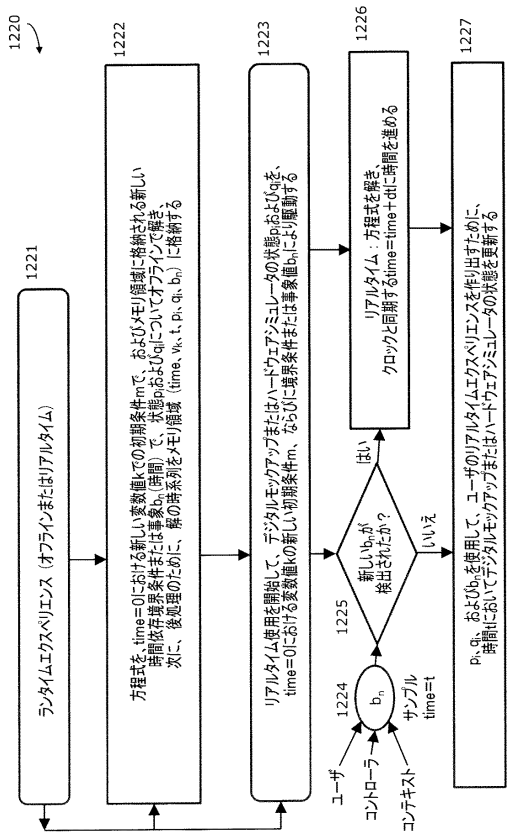 1220
1221
ランタイムエクスペリエンス（オフラインまたはリアルタイム）
1222
方程式を、time=0における新しい変数値kでの初期条件mで、およびメモリ領域に格納される新しい
時間依存境界条件または事象bn（時間）で、状態piおよびqiについてオフラインで解き、
次に、後処理のために、解の時系列をメモリ領域（time、vk、t、pi、qi、bn）に格納する
1223
リアルタイム使用を開始して、デジタルモックアップまたはハードウェアシミュレータの状態piおよびqiを、
time=0における変数値kの新しい初期条件m、ならびに境界条件または事象値bnにより駆動する
ユーザ
コントローラ
コンテキスト
1224
bn
サンプル
time=t
1225
新しいbnが
検出されたか？
はい
いいえ
1226
リアルタイム：方程式を解き、
クロックと同期するtime=time+dtに時間を進める
1227
pi、qi、およびbnを使用して、ユーザのリアルタイムエクスペリエンスを作り出すために、
時間tにおいてデジタルモックアップまたはハードウェアシミュレータの状態を更新する